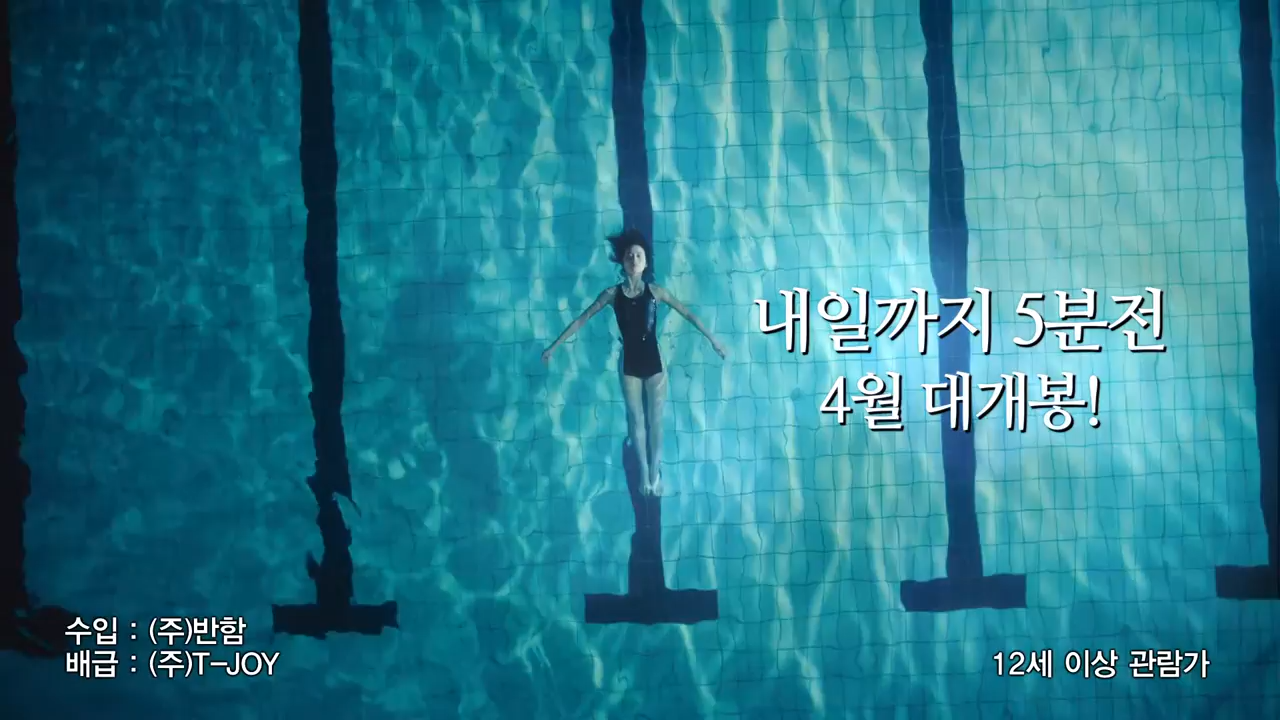 내일까지 5분전
4월 대개봉!
수입 : (주)반함
배급 : (주)T-JOY
12세 이상 관람가